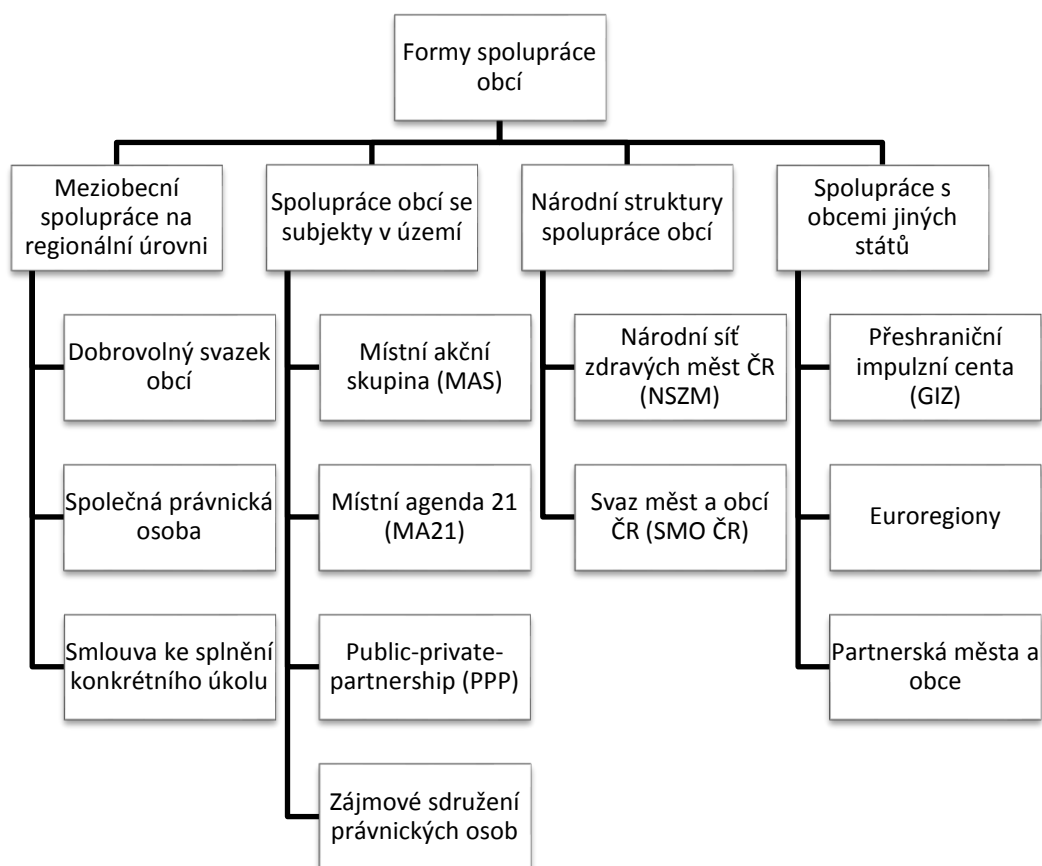 Formy spolupráce
obcí
Meziobecní
spolupráce na
regionální úrovni
Dobrovolný svazek
obcí
Společná právnická
osoba
Smlouva ke splnění
konkrétního úkolu
Spolupráce obcí se
subjekty v území
Místní akční
skupina (MAS)
Místní agenda 21
(MA21)
Public-private-
partnership (PPP)
Zájmové sdružení
právnických osob
Národní struktury
spolupráce obcí
Národní síť
zdravých měst ČR
(NSZM)
Svaz měst a obcí
ČR (SMO ČR)
Spolupráce s
obcemi jiných
států
Přeshraniční
impulzní centa
(GIZ)
Euroregiony
Partnerská města a
obce